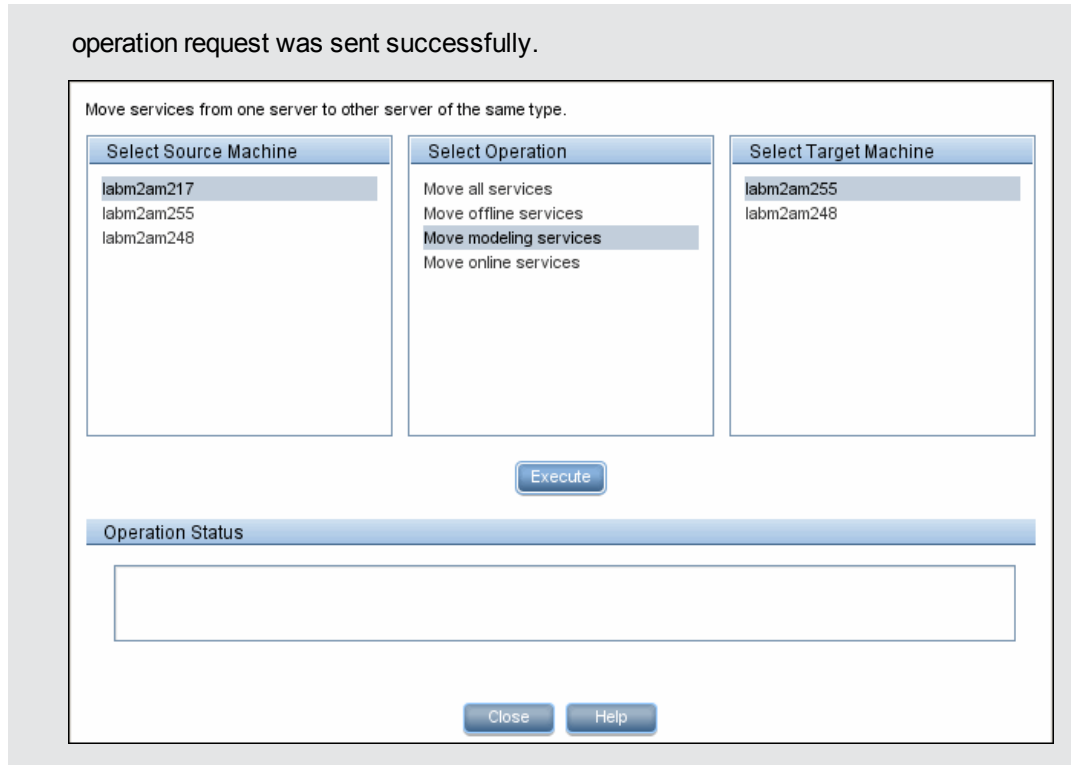 operation request was sent successfully.
Move services from one server to other server of the same type.
Select Source Machine
labm2am217
labm2am255
labm2am248
Select Operation
Move all services
Move offline services
Move modeling services
Move online services
Select Target Machine
labm2am255
labm2am248
Execute
Operation Status
Close
Help